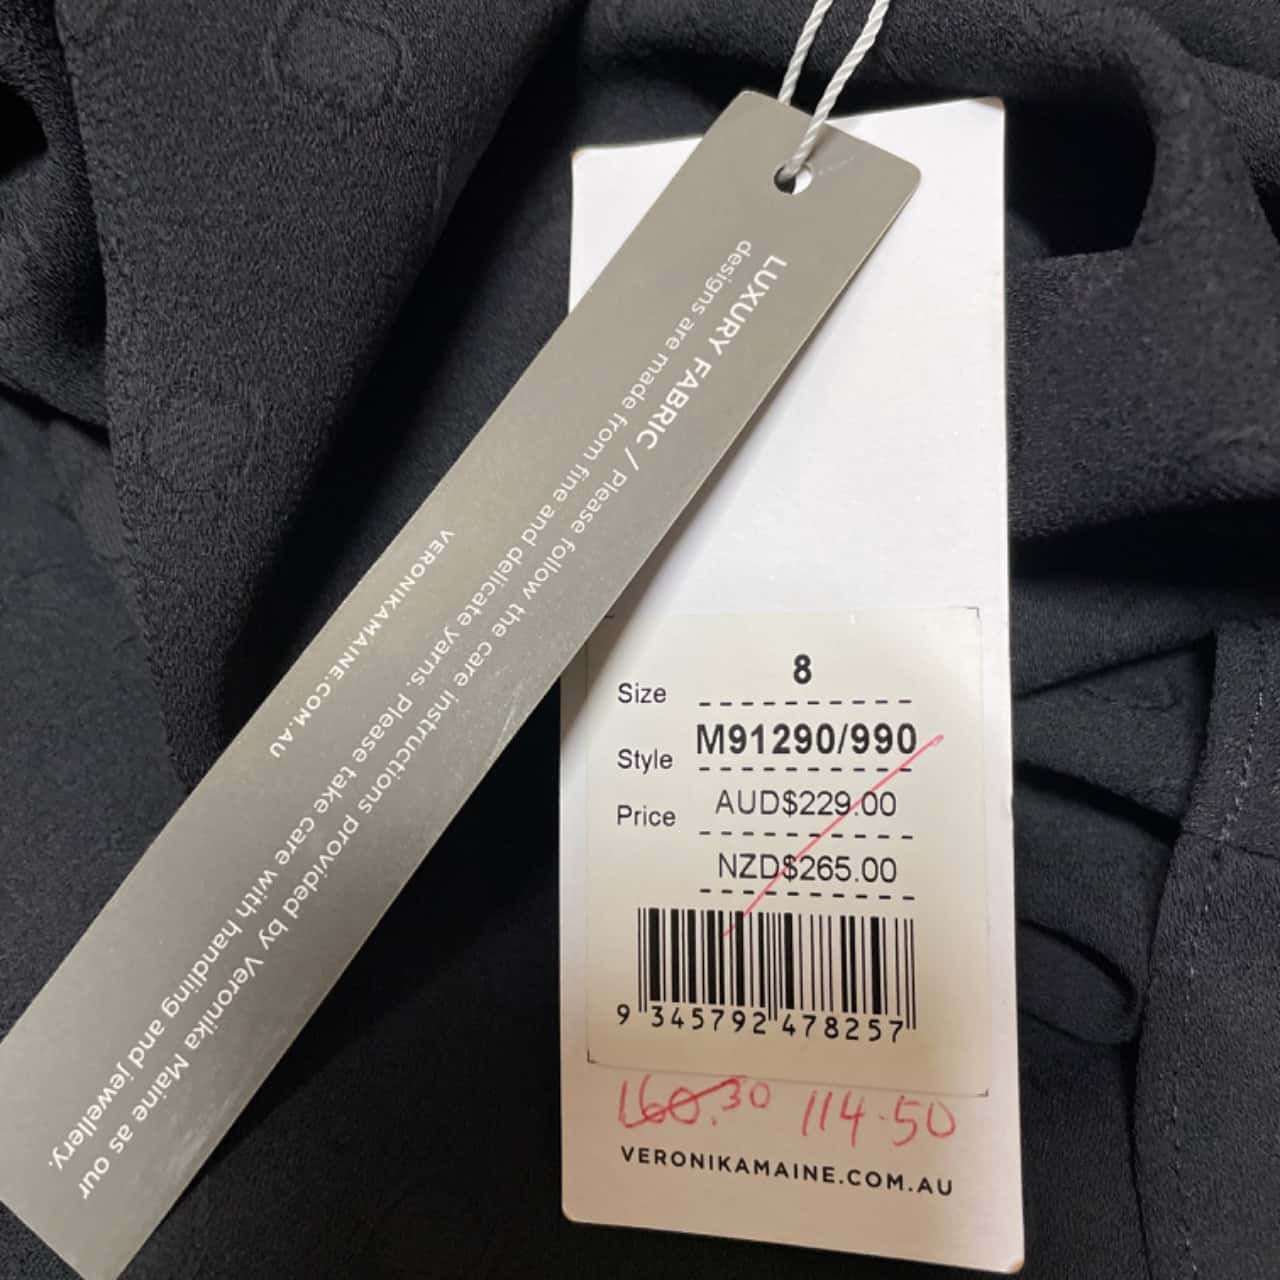 LUXURY FABRIC / Please follow the care instructions provided by Veronika Maine as our
designs are made from fine and delicate yarns. Please take care with handling and jewellery.
VERONIKAMAINE.COM.AU
Size 8
Style M91290/990
Price AUD$229.00
NZD$265.00
9 345792 478257
160.30 114.50
VERONIKAMAINE.COM.AU